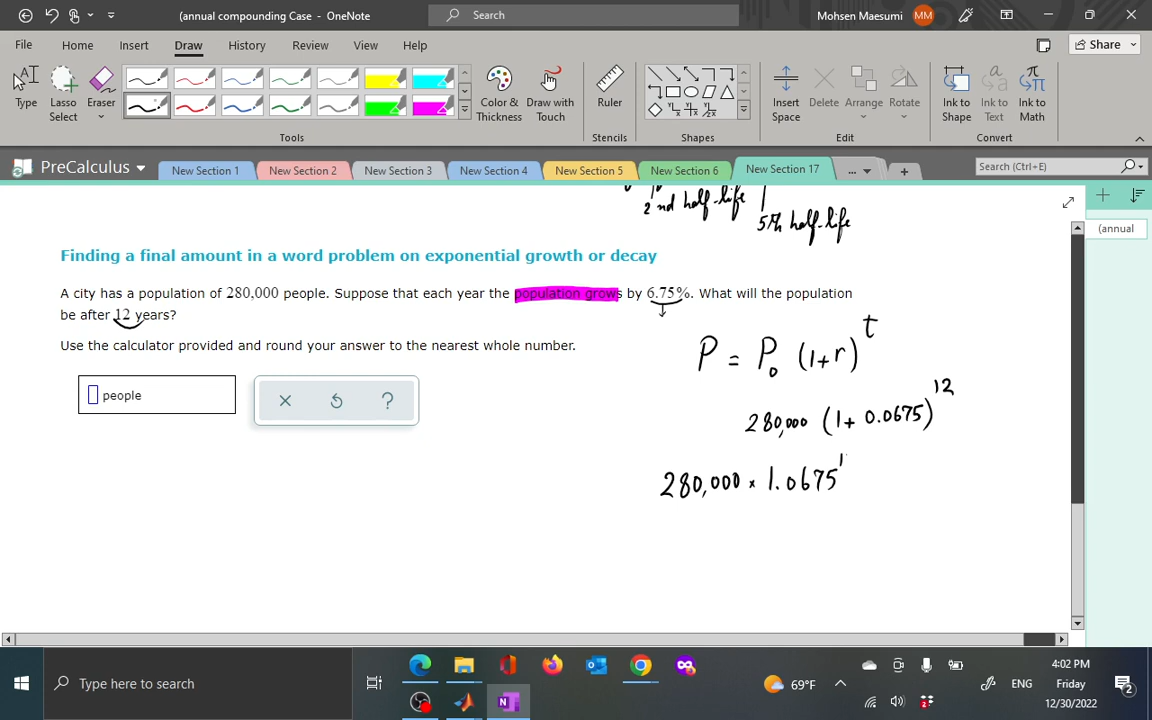 (annual compounding Case - OneNote
Search
Mohsen Maesumi MM
File Home Insert Draw History Review View Help
Share
Type Lasso Select Eraser
Color & Thickness
Draw with Touch
Ruler
Insert Space
Delete Arrange Rotate
Ink to Shape
Ink to Text
Ink to Math
Tools
Stencils
Shapes
Edit
Convert
PreCalculus New Section 1 New Section 2 New Section 3 New Section 4 New Section 5 New Section 6 New Section 17 ... +
Search (Ctrl+E)
(annual
2nd half-life
5th half-life
Finding a final amount in a word problem on exponential growth or decay
A city has a population of 280,000 people. Suppose that each year the population grows by 6.75%. What will the population
be after 12 years?
Use the calculator provided and round your answer to the nearest whole number.
people
× ?
P = P₀ (1+r)^t
280,000 (1+ 0.0675)^12
280,000 × 1.0675^1
Type here to search
69°F
ENG
4:02 PM
Friday
12/30/2022
2